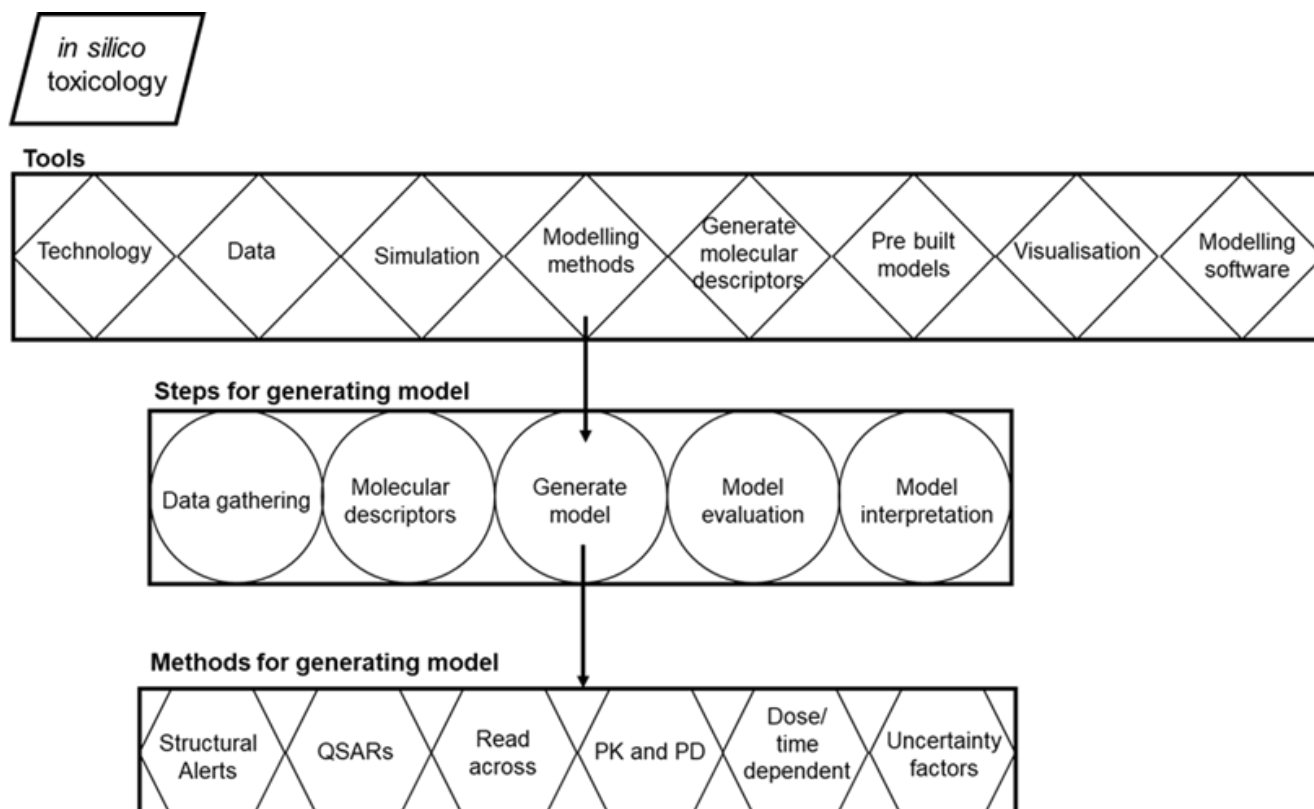 in silico
toxicology
Tools
Technology
Data
Simulation
Modelling
methods
Generate
molecular
descriptors
Pre built
models
Visualisation
Modelling
software
Steps for generating model
Data gathering
Molecular
descriptors
Generate
model
Model
evaluation
Model
interpretation
Methods for generating model
Structural
Alerts
QSARs
Read
across
PK and PD
Dose/
time
dependent
Uncertainty
factors